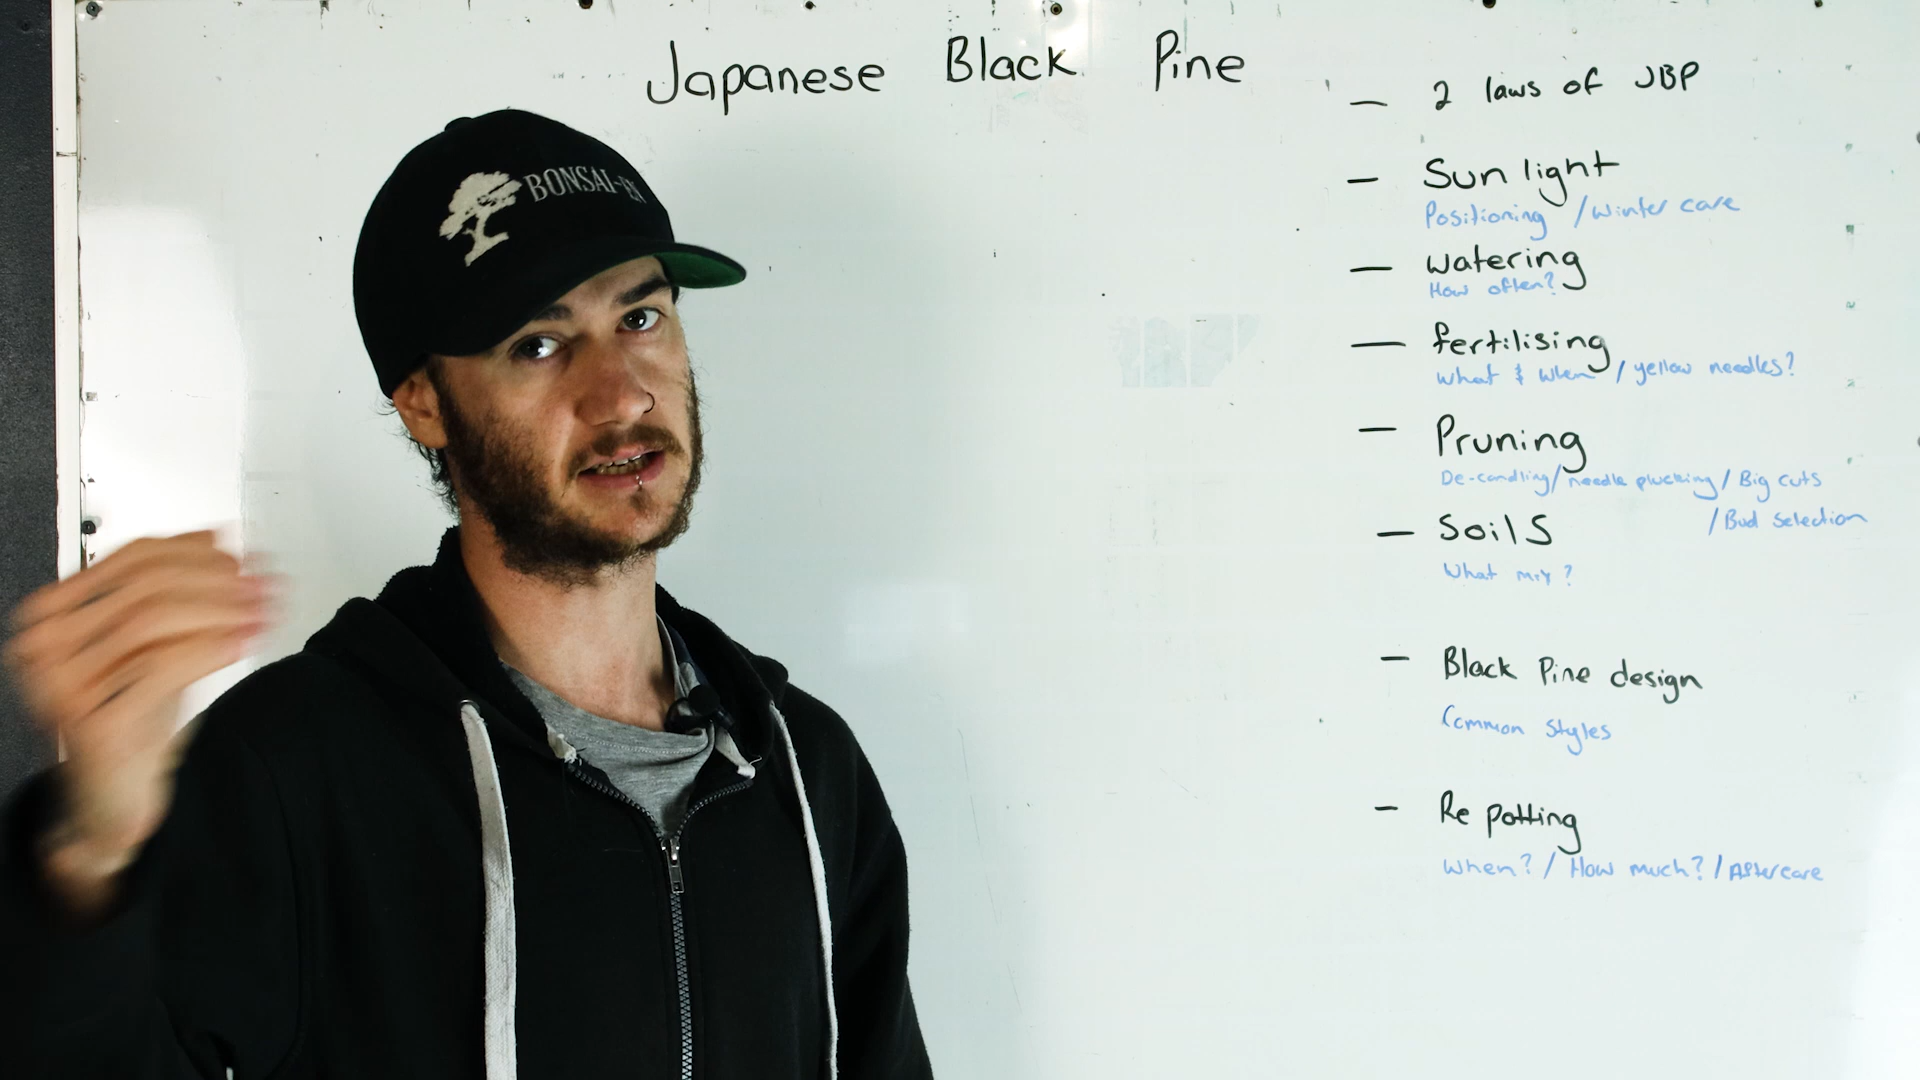 Japanese Black Pine
BONSAI-EN
- 2 laws of JBP
- Sun light
Positioning / winter care
- watering
How often?
- fertilising
what & when / yellow needles?
- Pruning
De-candling / needle plucking / Big cuts
/ Bud selection
- Soils
What mix?
- Black Pine design
Common styles
- Re potting
When? / How much? / Aftercare